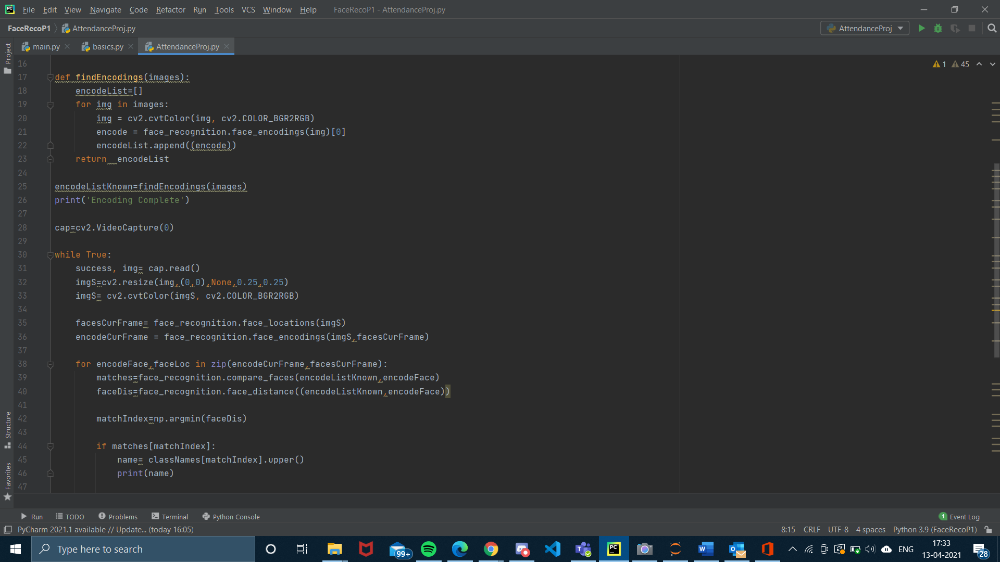 File Edit View Navigate Code Refactor Run Tools VCS Window Help FaceRecoP1 - AttendanceProj.py
FaceRecoP1 AttendanceProj.py AttendanceProj
main.py basics.py AttendanceProj.py
Project
1 45
16
17 def findEncodings(images):
18 encodeList=[]
19 for img in images:
20 img = cv2.cvtColor(img, cv2.COLOR_BGR2RGB)
21 encode = face_recognition.face_encodings(img)[0]
22 encodeList.append((encode))
23 return  encodeList
24
25 encodeListKnown=findEncodings(images)
26 print('Encoding Complete')
27
28 cap=cv2.VideoCapture(0)
29
30 while True:
31 success, img= cap.read()
32 imgS=cv2.resize(img,(0,0),None,0.25,0.25)
33 imgS= cv2.cvtColor(imgS, cv2.COLOR_BGR2RGB)
34
35 facesCurFrame= face_recognition.face_locations(imgS)
36 encodeCurFrame = face_recognition.face_encodings(imgS,facesCurFrame)
37
38 for encodeFace,faceLoc in zip(encodeCurFrame,facesCurFrame):
39 matches=face_recognition.compare_faces(encodeListKnown,encodeFace)
40 faceDis=face_recognition.face_distance((encodeListKnown,encodeFace))
41
42 matchIndex=np.argmin(faceDis)
43
44 if matches[matchIndex]:
45 name= classNames[matchIndex].upper()
46 print(name)
47
Structure
Favorites
Run TODO Problems Terminal Python Console 1 Event Log
PyCharm 2021.1 available // Update... (today 16:05) 8:15 CRLF UTF-8 4 spaces Python 3.9 (FaceRecoP1)
Type here to search 99+ PC ENG 17:33
13-04-2021 28